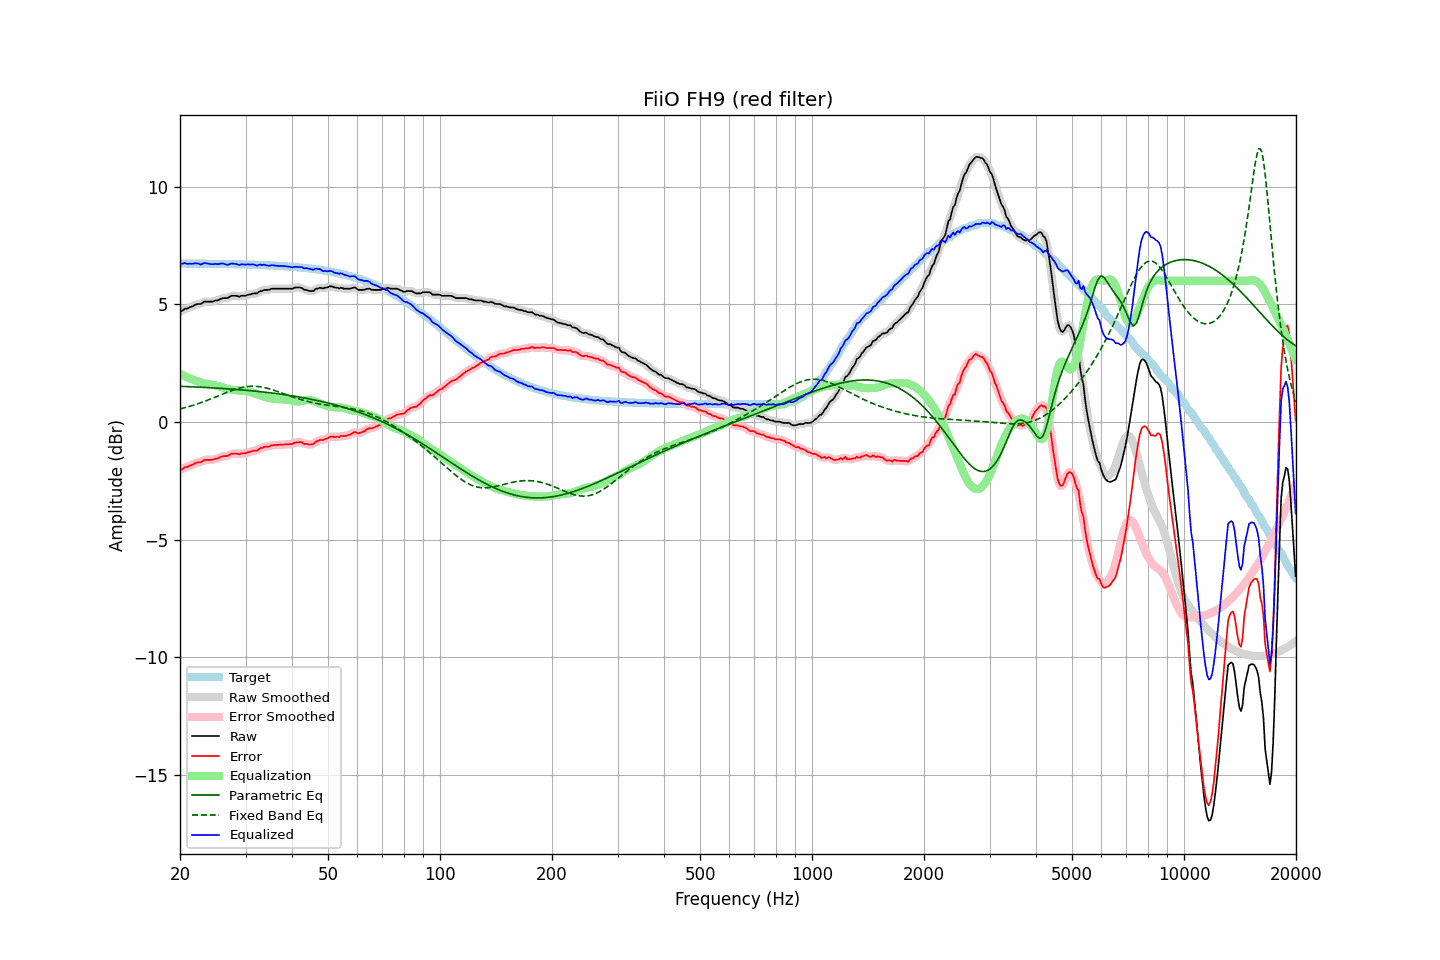 FiiO FH9 (red filter)
Amplitude (dBr)
10
5
0
−5
−10
−15
Target
Raw Smoothed
Error Smoothed
Raw
Error
Equalization
Parametric Eq
Fixed Band Eq
Equalized
20 50 100 200 500 1000 2000 5000 10000 20000
Frequency (Hz)